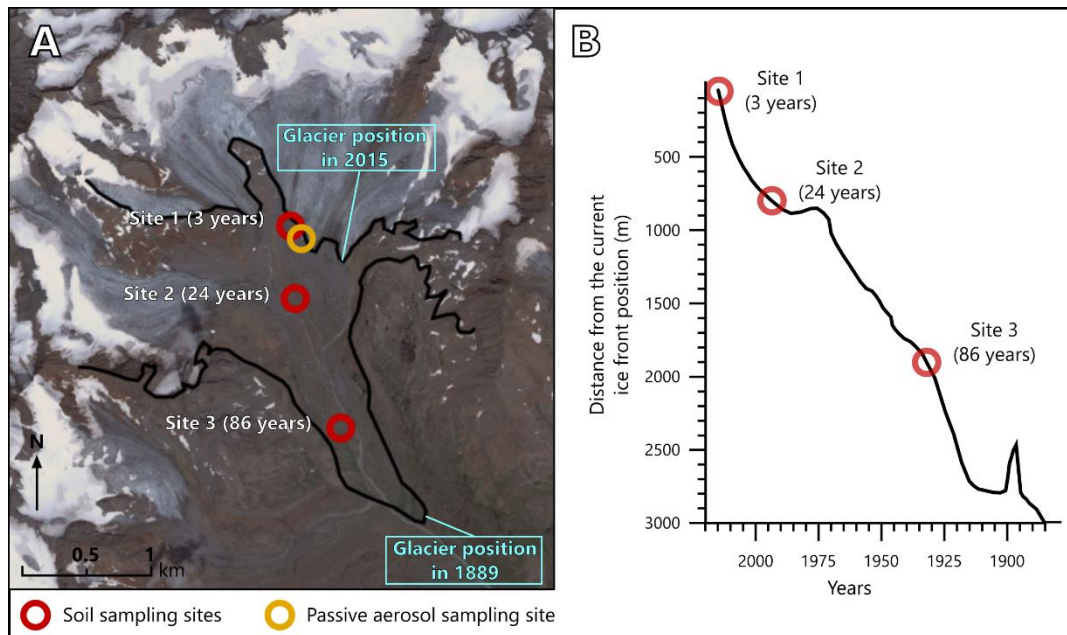 A
Glacier position
in 2015
Site 1 (3 years)
Site 2 (24 years)
Site 3 (86 years)
N
0.5 1
km
Glacier position
in 1889
Soil sampling sites
Passive aerosol sampling site
B
Site 1
(3 years)
Site 2
(24 years)
Site 3
(86 years)
Distance from the current
ice front position (m)
500
1000
1500
2000
2500
3000
2000 1975 1950 1925 1900
Years